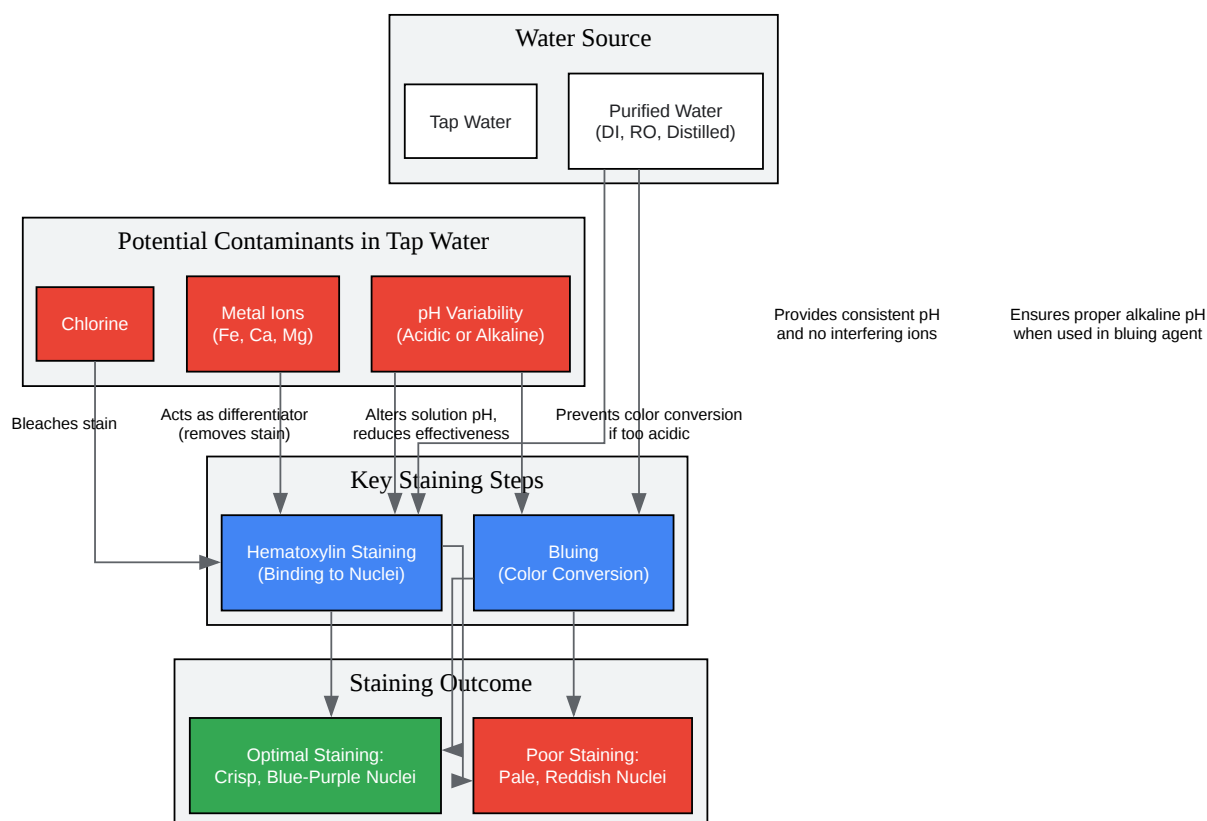 Water Source
Tap Water
Purified Water
(DI, RO, Distilled)
Potential Contaminants in Tap Water
Chlorine
Metal Ions
(Fe, Ca, Mg)
pH Variability
(Acidic or Alkaline)
Provides consistent pH
and no interfering ions
Ensures proper alkaline pH
when used in bluing agent
Bleaches stain
Acts as differentiator
(removes stain)
Alters solution pH,
reduces effectiveness
Prevents color conversion
if too acidic
Key Staining Steps
Hematoxylin Staining
(Binding to Nuclei)
Bluing
(Color Conversion)
Staining Outcome
Optimal Staining:
Crisp, Blue-Purple Nuclei
Poor Staining:
Pale, Reddish Nuclei